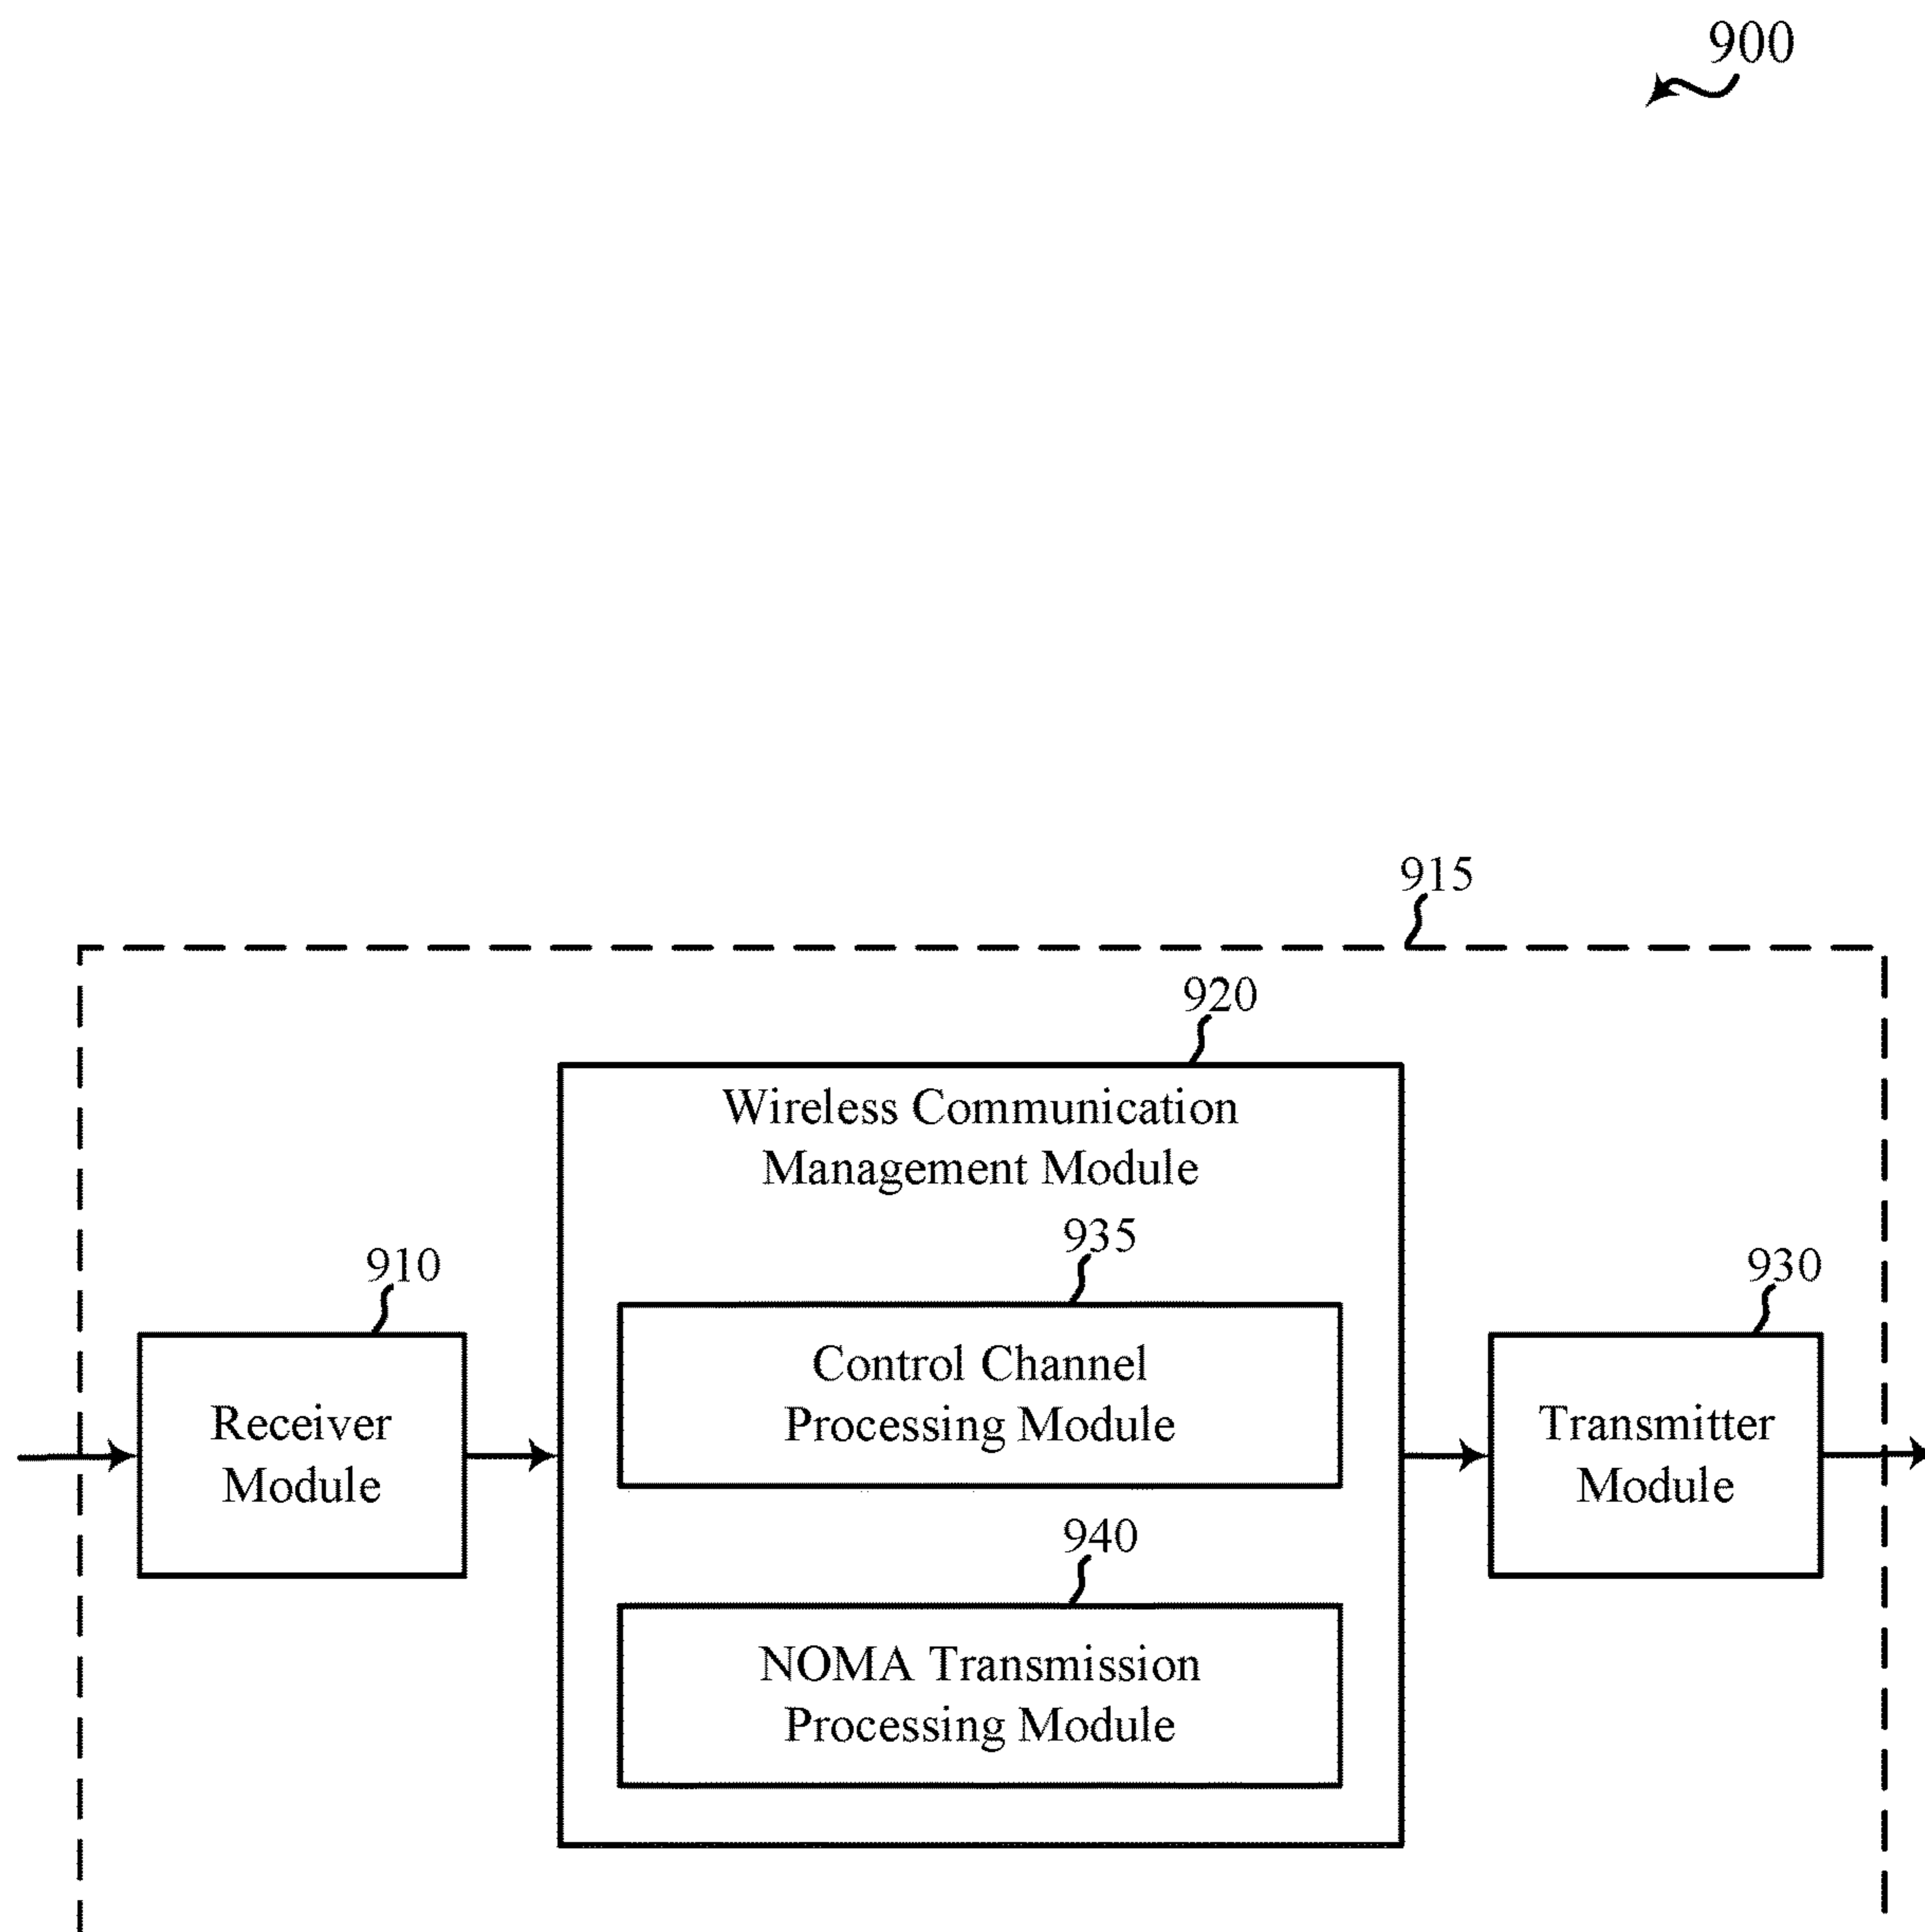 900
915
920
Wireless Communication
Management Module
935
910
930
Control Channel
Processing Module
Receiver
Module
Transmitter
Module
940
NOMA Transmission
Processing Module